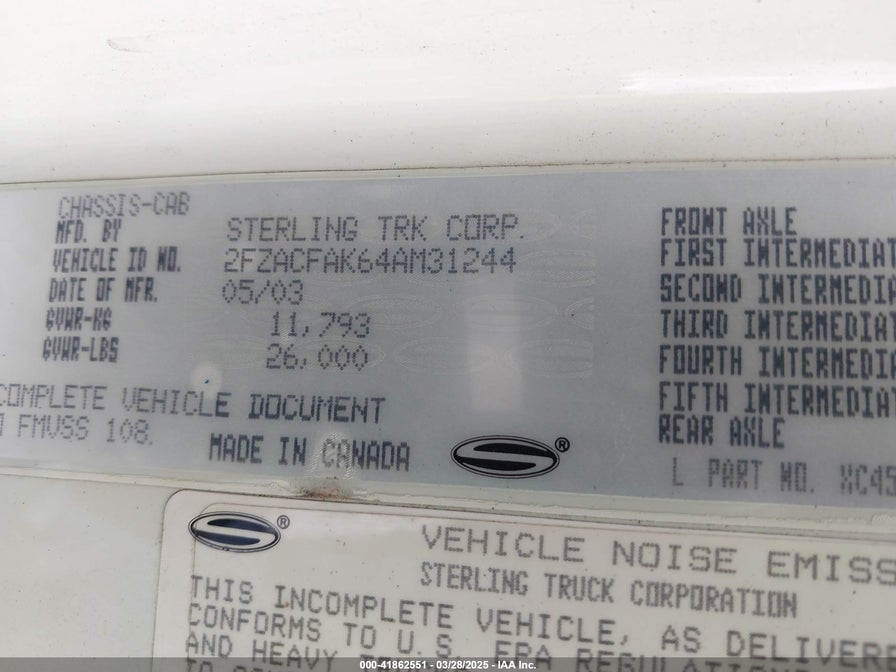 CHASSIS-CAB
MFD. BY STERLING TRK CORP.
VEHICLE ID NO. 2FZACFAK64AM31244
DATE OF MFR. 05/03
GVWR-KG 11,793
GVWR-LBS 26,000
COMPLETE VEHICLE DOCUMENT
FMVSS 108.
MADE IN CANADA
®
FRONT AXLE
FIRST INTERMEDIAT
SECOND INTERMEDIA
THIRD INTERMEDIAT
FOURTH INTERMEDIA
FIFTH INTERMEDIAT
REAR AXLE
L PART NO. XC45
®
VEHICLE NOISE EMISS
STERLING TRUCK CORPORATION
THIS INCOMPLETE VEHICLE, AS DELIVER
CONFORMS TO U.S. EPA REGULATION
AND HEAVY
000-41862551 | 03/28/2025 - IAA Inc.